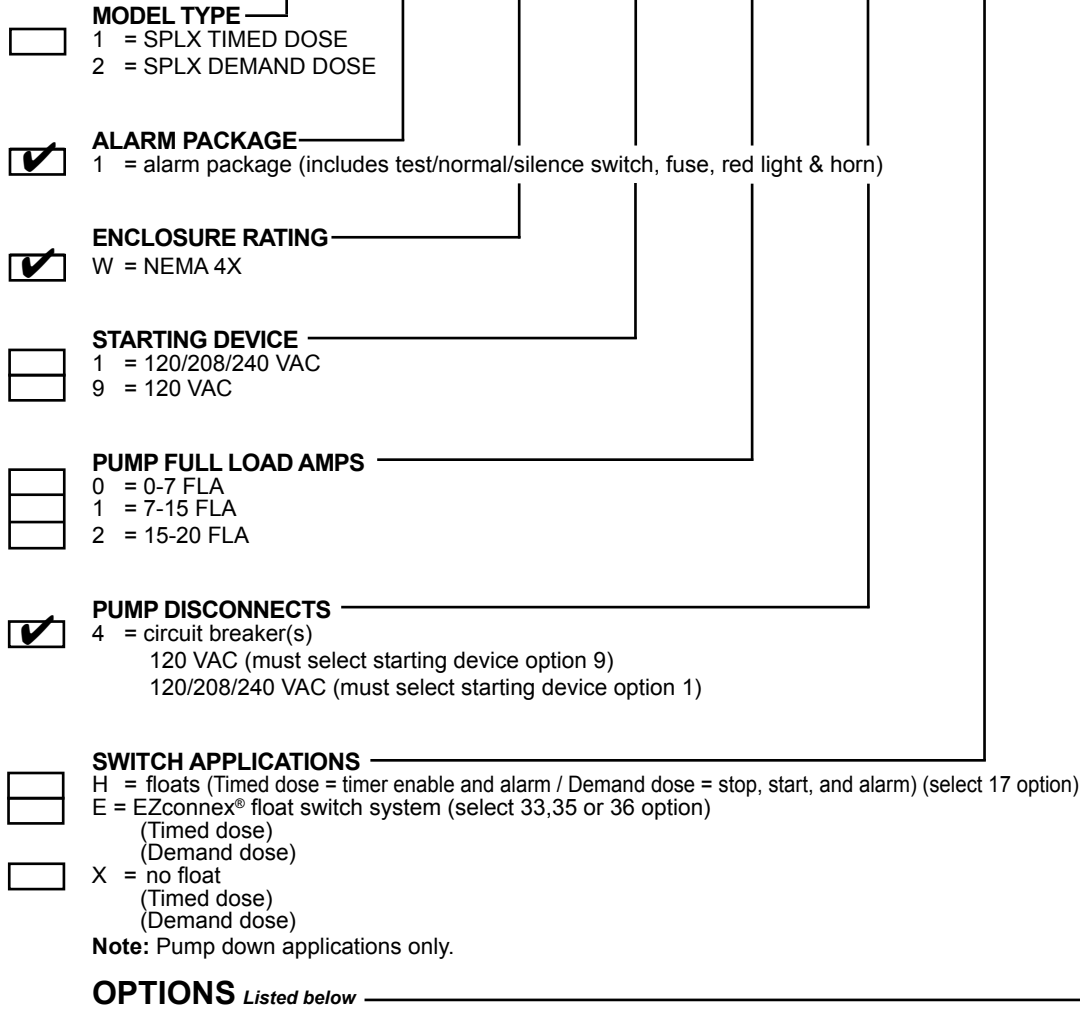 MODEL TYPE
1 = SPLX TIMED DOSE
2 = SPLX DEMAND DOSE
ALARM PACKAGE
1 = alarm package (includes test/normal/silence switch, fuse, red light & horn)
ENCLOSURE RATING
W = NEMA 4X
STARTING DEVICE
1 = 120/208/240 VAC
9 = 120 VAC
PUMP FULL LOAD AMPS
0 = 0-7 FLA
1 = 7-15 FLA
2 = 15-20 FLA
PUMP DISCONNECTS
4 = circuit breaker(s)
120 VAC (must select starting device option 9)
120/208/240 VAC (must select starting device option 1)
SWITCH APPLICATIONS
H = floats (Timed dose = timer enable and alarm / Demand dose = stop, start, and alarm) (select 17 option)
E = EZconnex® float switch system (select 33,35 or 36 option)
(Timed dose)
(Demand dose)
X = no float
(Timed dose)
(Demand dose)
Note: Pump down applications only.
OPTIONS Listed below